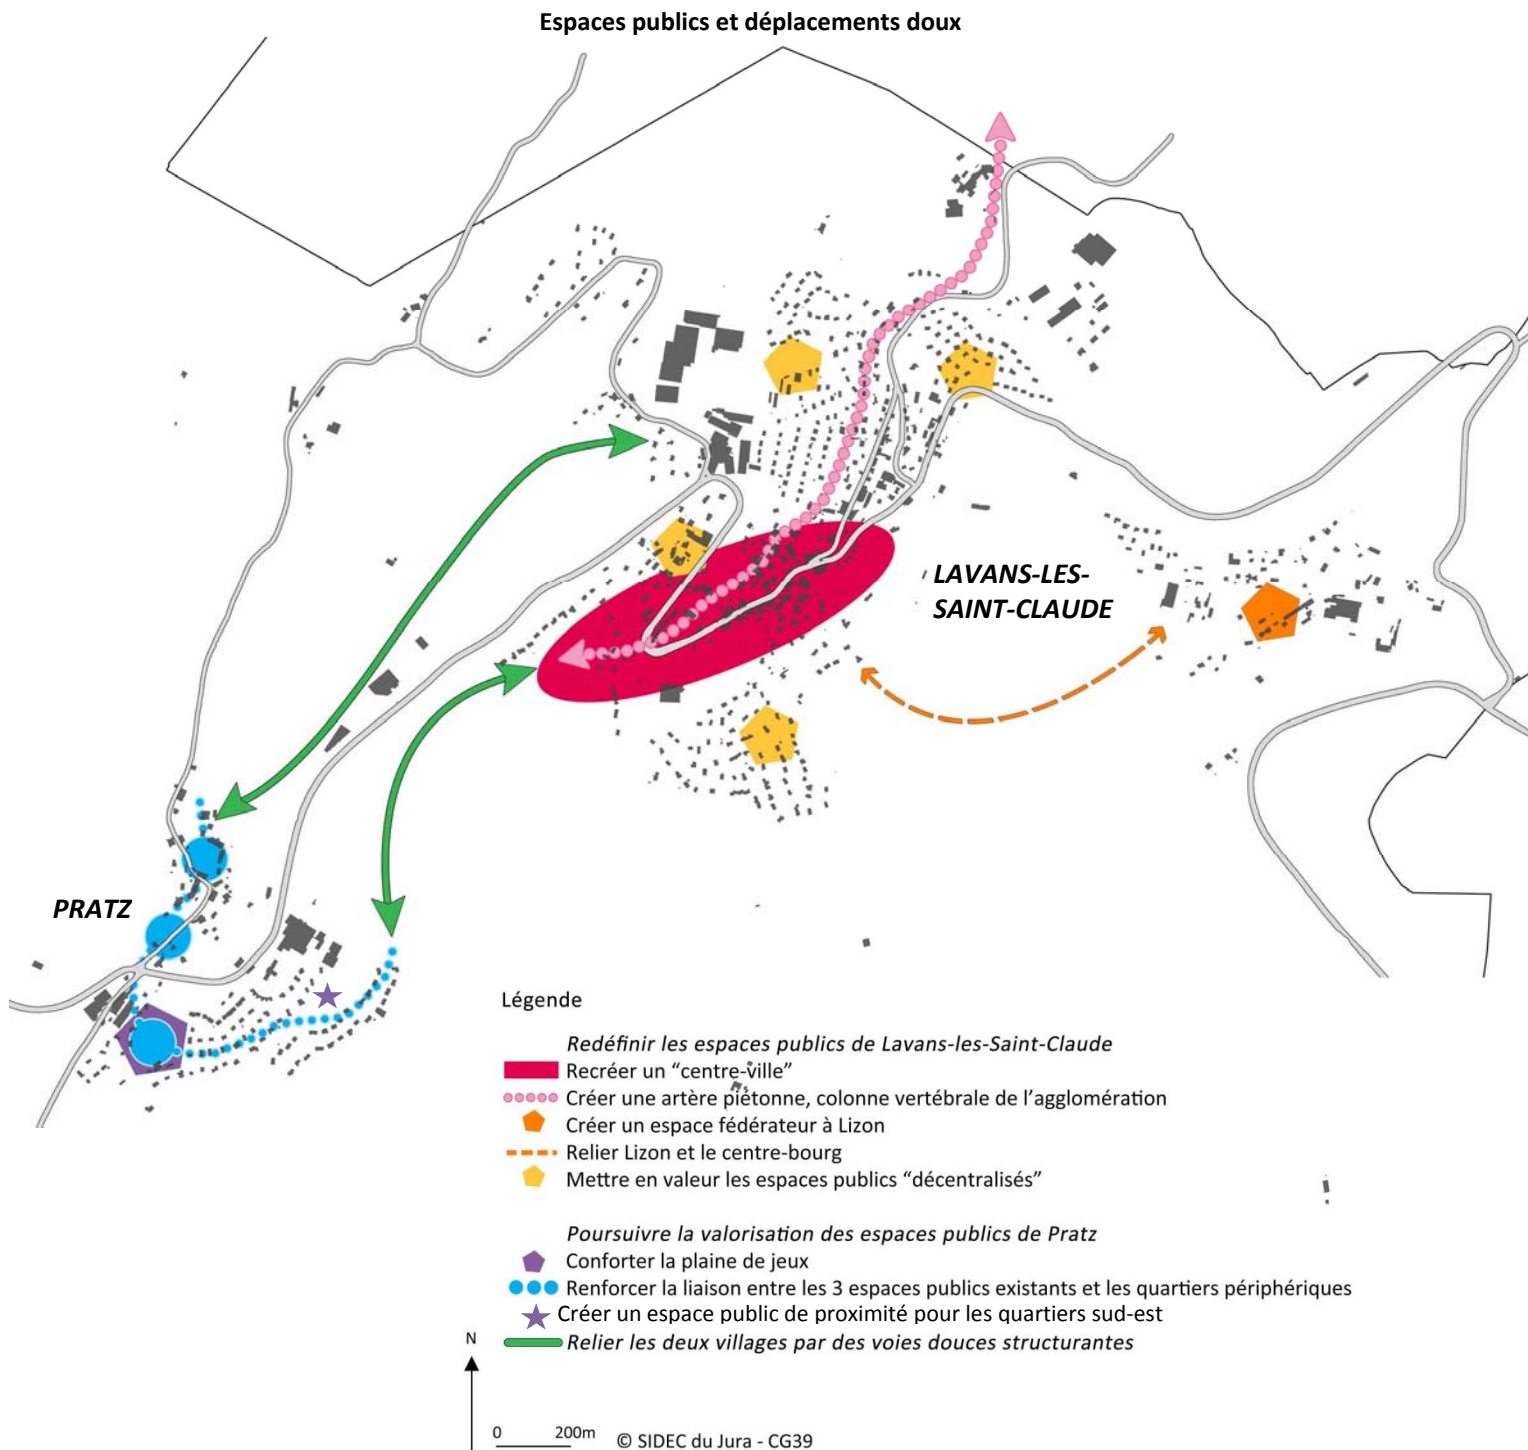 Espaces publics et déplacements doux
LAVANS-LES-
SAINT-CLAUDE
PRATZ
Légende
Redéfinir les espaces publics de Lavans-les-Saint-Claude
Recréer un “centre-ville”
Créer une artère piétonne, colonne vertébrale de l’agglomération
Créer un espace fédérateur à Lizon
Relier Lizon et le centre-bourg
Mettre en valeur les espaces publics “décentralisés”
Poursuivre la valorisation des espaces publics de Pratz
Conforter la plaine de jeux
Renforcer la liaison entre les 3 espaces publics existants et les quartiers périphériques
Créer un espace public de proximité pour les quartiers sud-est
Relier les deux villages par des voies douces structurantes
N
0 200m
© SIDEC du Jura - CG39